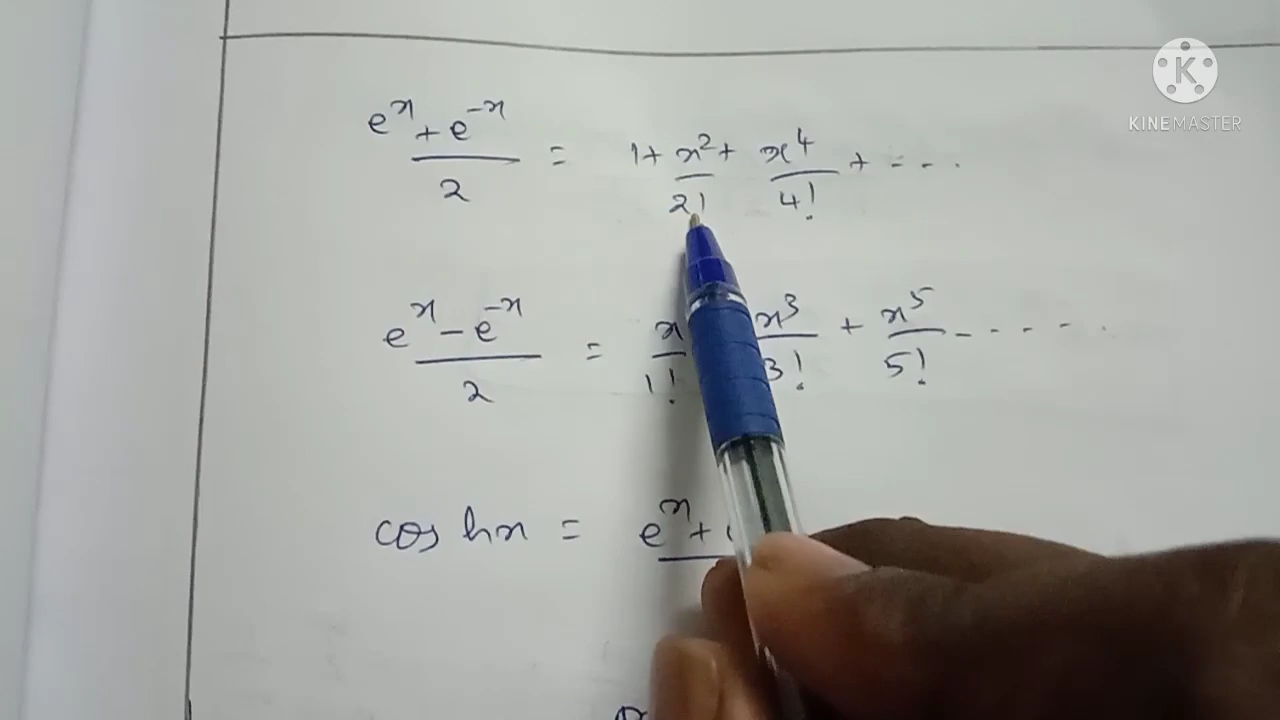 KINEMASTER
e^x + e^-x / 2 = 1 + x^2 / 2! + x^4 / 4! + - - - .
e^x - e^-x / 2 = x / 1! x^3 / 3! + x^5 / 5! - - - - - .
cos hx = e^x +